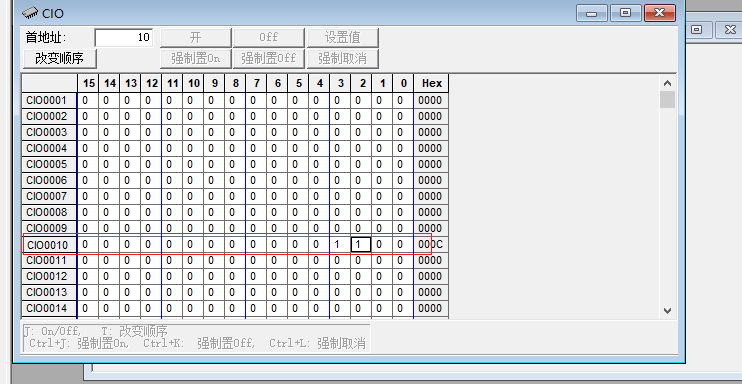 CIO
首地址: 10 开 Off 设置值
改变顺序 强制置On 强制置Off 强制取消
15 14 13 12 11 10 9 8 7 6 5 4 3 2 1 0 Hex
CIO0001 0 0 0 0 0 0 0 0 0 0 0 0 0 0 0 0 0000
CIO0002 0 0 0 0 0 0 0 0 0 0 0 0 0 0 0 0 0000
CIO0003 0 0 0 0 0 0 0 0 0 0 0 0 0 0 0 0 0000
CIO0004 0 0 0 0 0 0 0 0 0 0 0 0 0 0 0 0 0000
CIO0005 0 0 0 0 0 0 0 0 0 0 0 0 0 0 0 0 0000
CIO0006 0 0 0 0 0 0 0 0 0 0 0 0 0 0 0 0 0000
CIO0007 0 0 0 0 0 0 0 0 0 0 0 0 0 0 0 0 0000
CIO0008 0 0 0 0 0 0 0 0 0 0 0 0 0 0 0 0 0000
CIO0009 0 0 0 0 0 0 0 0 0 0 0 0 0 0 0 0 0000
CIO0010 0 0 0 0 0 0 0 0 0 0 0 0 1 1 0 0 000C
CIO0011 0 0 0 0 0 0 0 0 0 0 0 0 0 0 0 0 0000
CIO0012 0 0 0 0 0 0 0 0 0 0 0 0 0 0 0 0 0000
CIO0013 0 0 0 0 0 0 0 0 0 0 0 0 0 0 0 0 0000
CIO0014 0 0 0 0 0 0 0 0 0 0 0 0 0 0 0 0 0000
J: On/Off, T: 改变顺序
Ctrl+J: 强制置On, Ctrl+K: 强制置Off, Ctrl+L: 强制取消